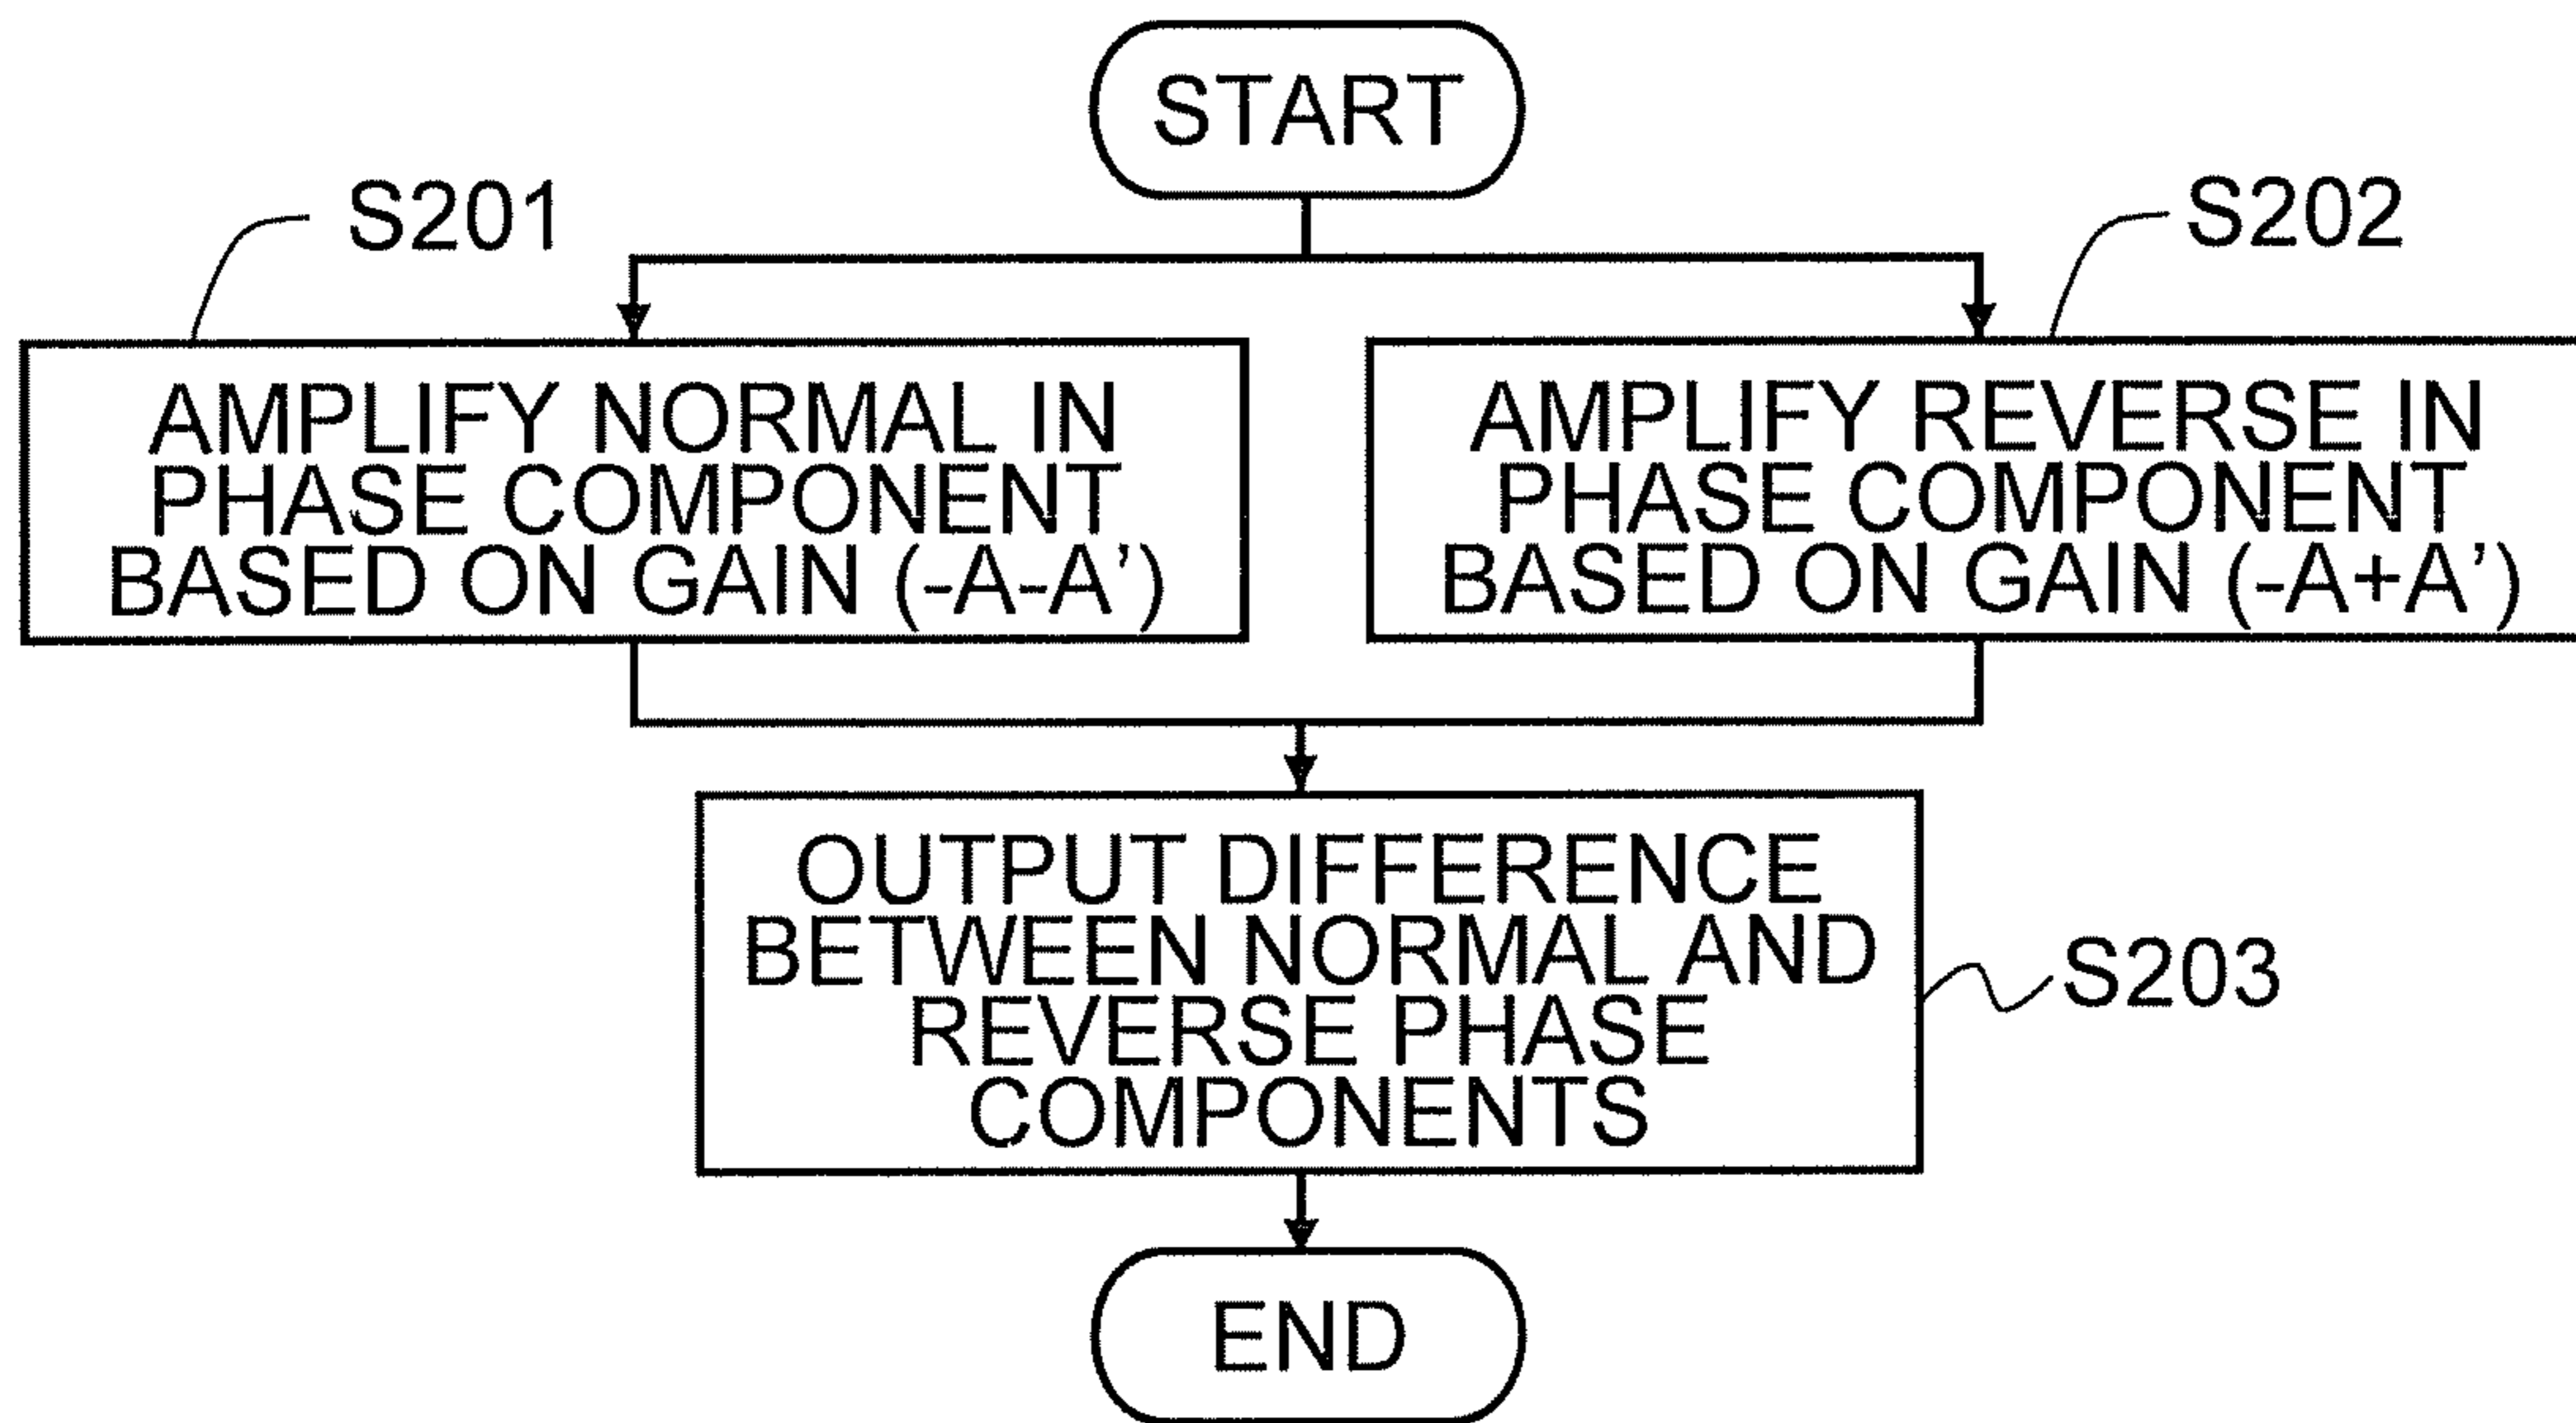 START
S201
S202
AMPLIFY NORMAL IN
PHASE COMPONENT
BASED ON GAIN (-A-A’)
AMPLIFY REVERSE IN
PHASE COMPONENT
BASED ON GAIN (-A+A’)
OUTPUT DIFFERENCE
BETWEEN NORMAL AND
REVERSE PHASE
COMPONENTS
S203
END